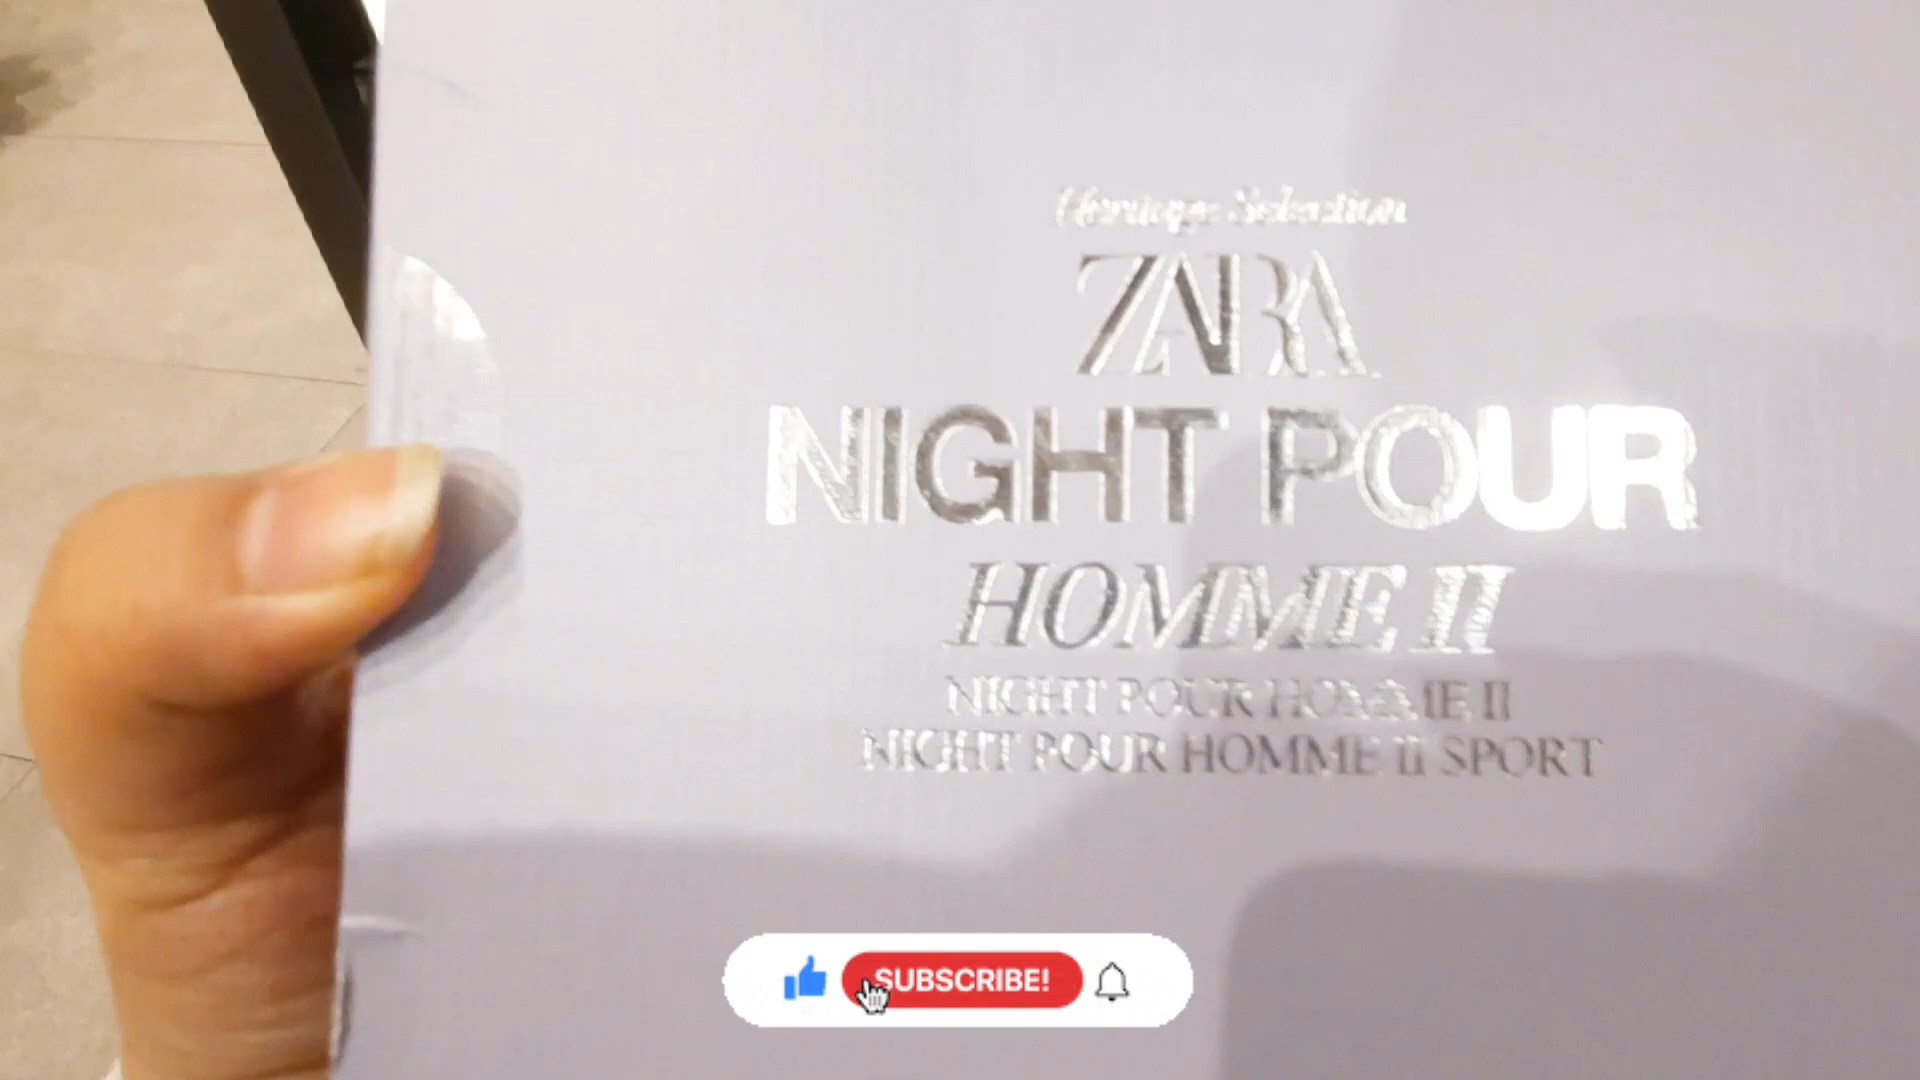 Heritage Selection
ZARA
NIGHT POUR
HOMME II
NIGHT POUR HOMME II
NIGHT POUR HOMME II SPORT
SUBSCRIBE!